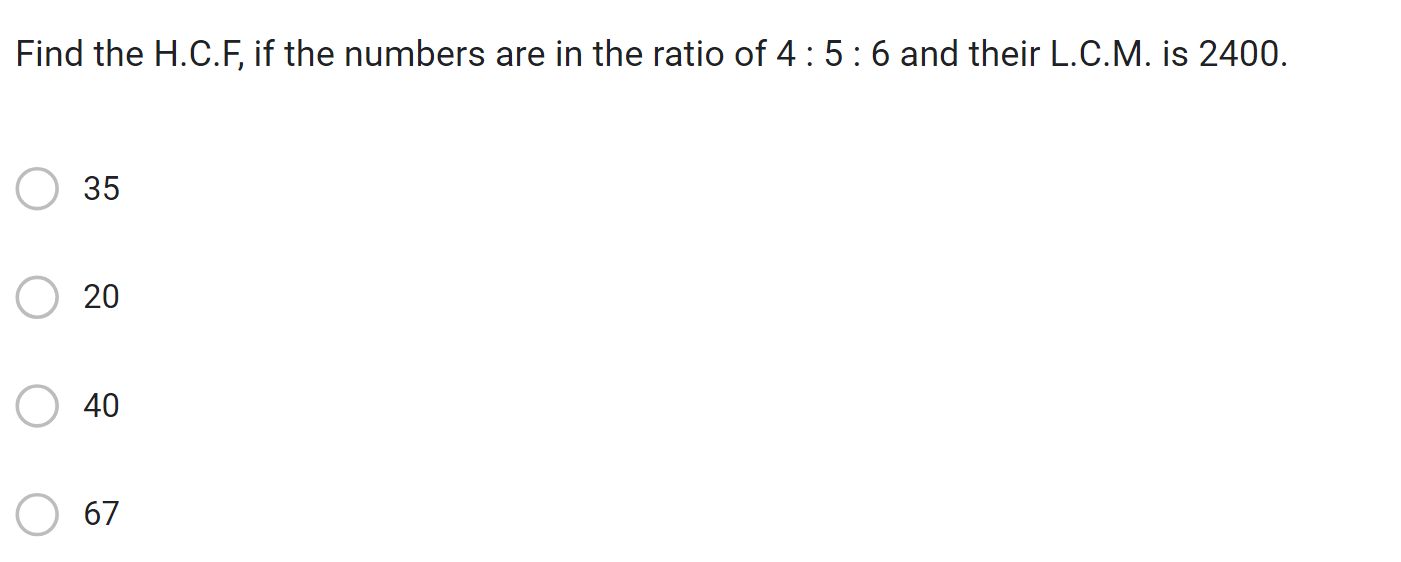 Find the H.C.F, if the numbers are in the ratio of 4 : 5 : 6 and their L.C.M. is 2400.
35
20
40
67